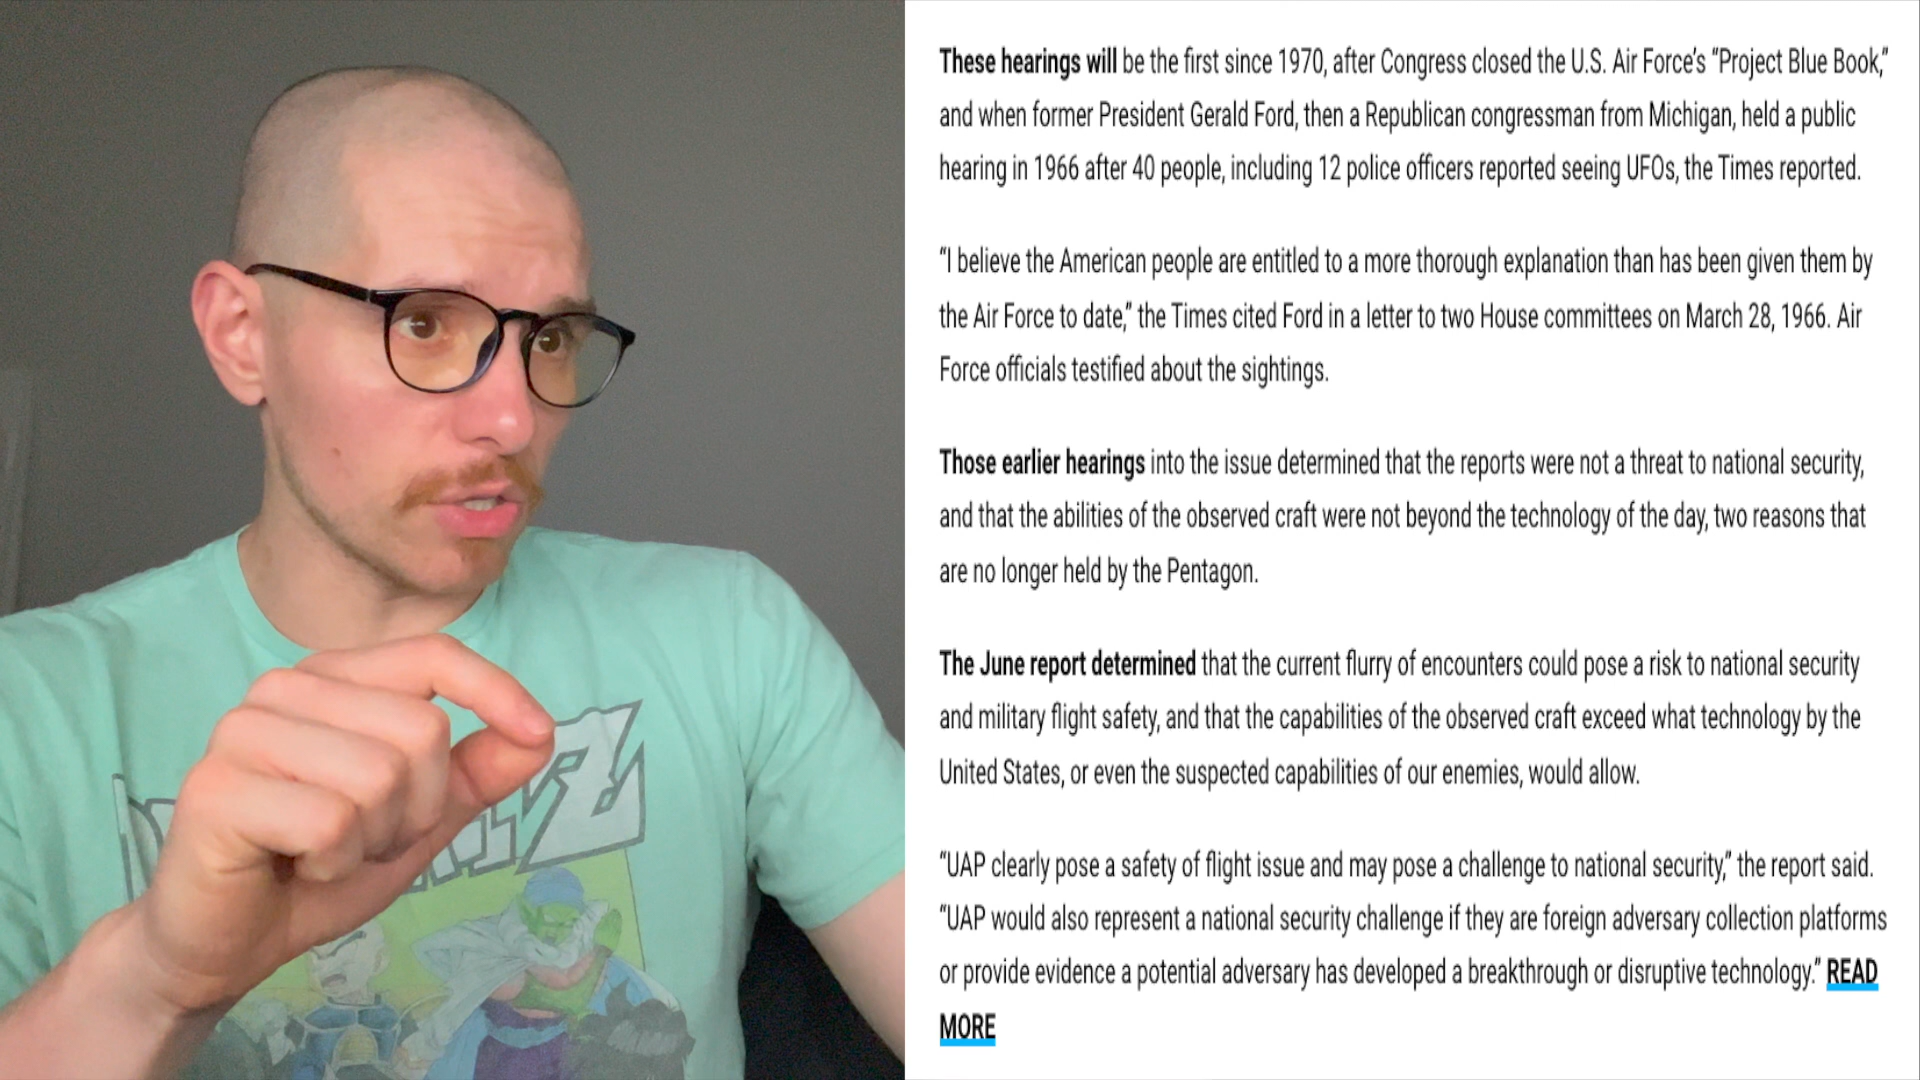 These hearings will be the first since 1970, after Congress closed the U.S. Air Force’s “Project Blue Book,”
and when former President Gerald Ford, then a Republican congressman from Michigan, held a public
hearing in 1966 after 40 people, including 12 police officers reported seeing UFOs, the Times reported.
“I believe the American people are entitled to a more thorough explanation than has been given them by
the Air Force to date,” the Times cited Ford in a letter to two House committees on March 28, 1966. Air
Force officials testified about the sightings.
Those earlier hearings into the issue determined that the reports were not a threat to national security,
and that the abilities of the observed craft were not beyond the technology of the day, two reasons that
are no longer held by the Pentagon.
The June report determined that the current flurry of encounters could pose a risk to national security
and military flight safety, and that the capabilities of the observed craft exceed what technology by the
United States, or even the suspected capabilities of our enemies, would allow.
“UAP clearly pose a safety of flight issue and may pose a challenge to national security,” the report said.
“UAP would also represent a national security challenge if they are foreign adversary collection platforms
or provide evidence a potential adversary has developed a breakthrough or disruptive technology.” READ
MORE